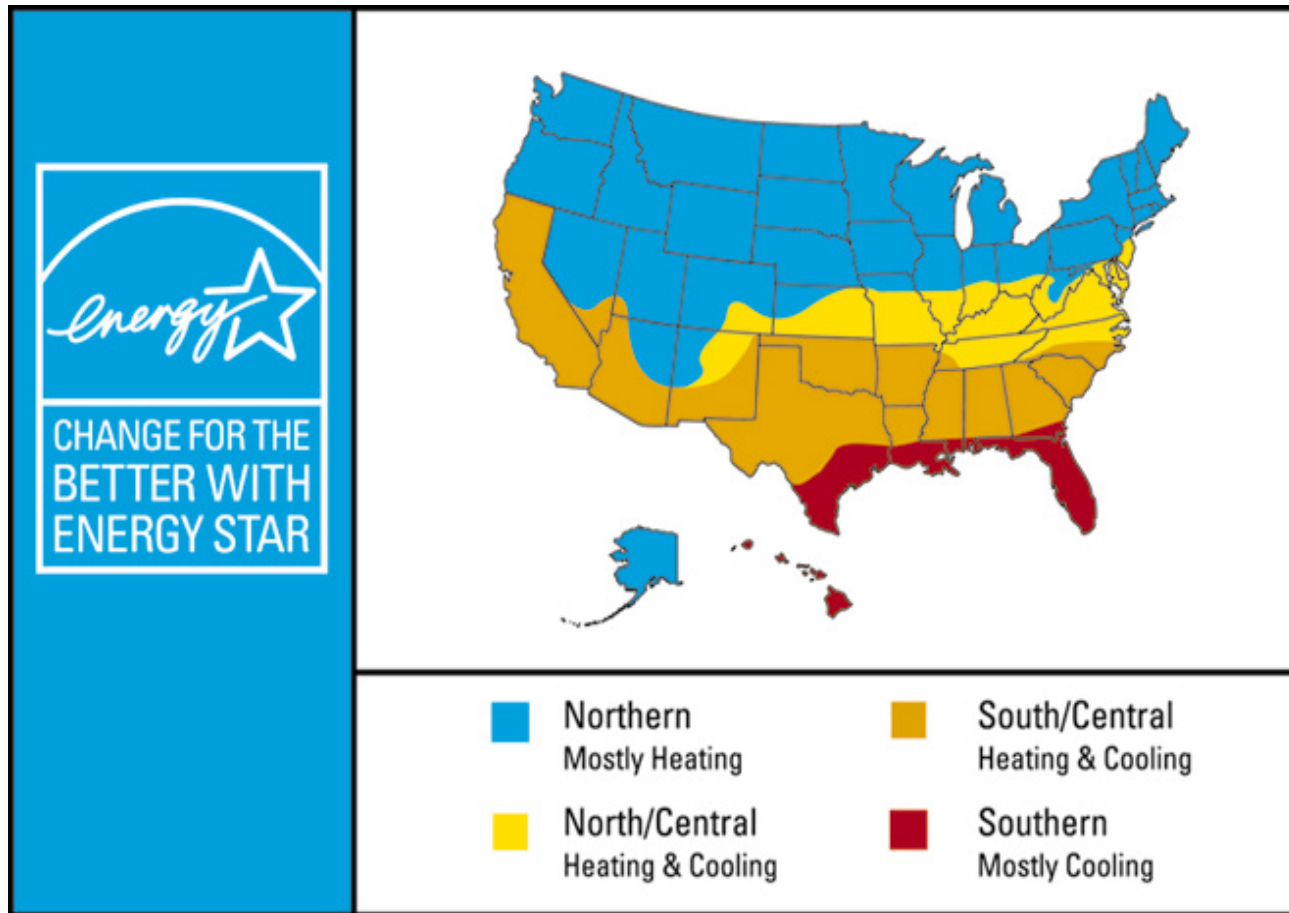 energy
CHANGE FOR THE
BETTER WITH
ENERGY STAR
Northern
Mostly Heating
South/Central
Heating & Cooling
North/Central
Heating & Cooling
Southern
Mostly Cooling